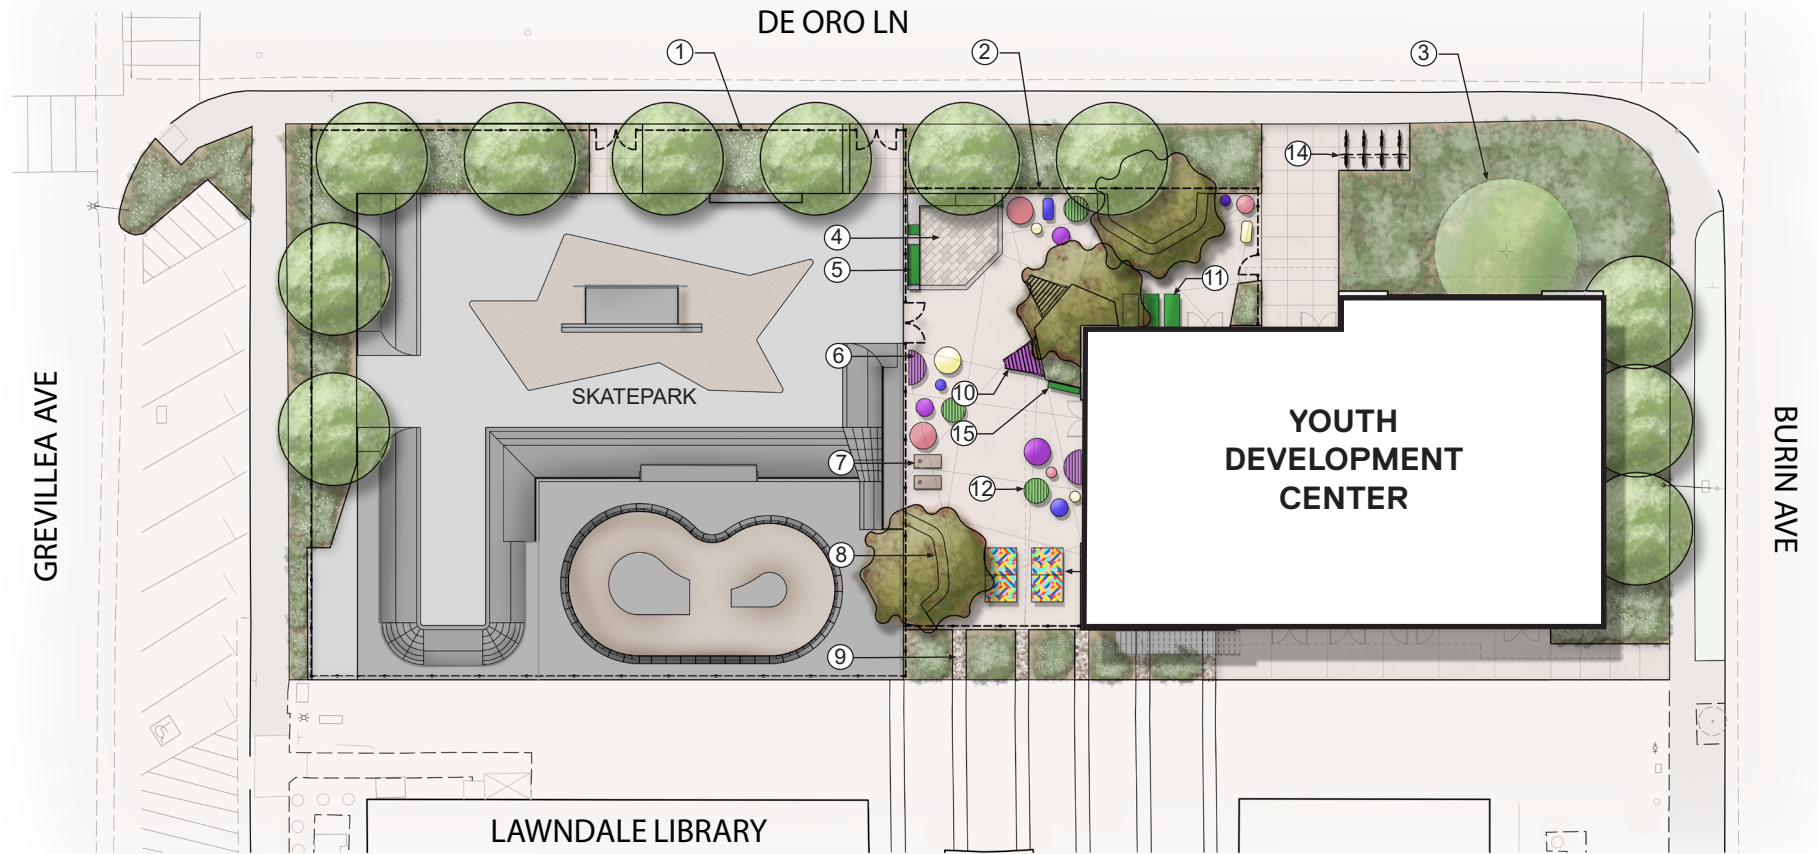 DE ORO LN
1
2
3
14
4
5
11
6
10
15
7
12
8
9
SKATEPARK
YOUTH
DEVELOPMENT
CENTER
GREVILLEA AVE
BURIN AVE
LAWNDALE LIBRARY